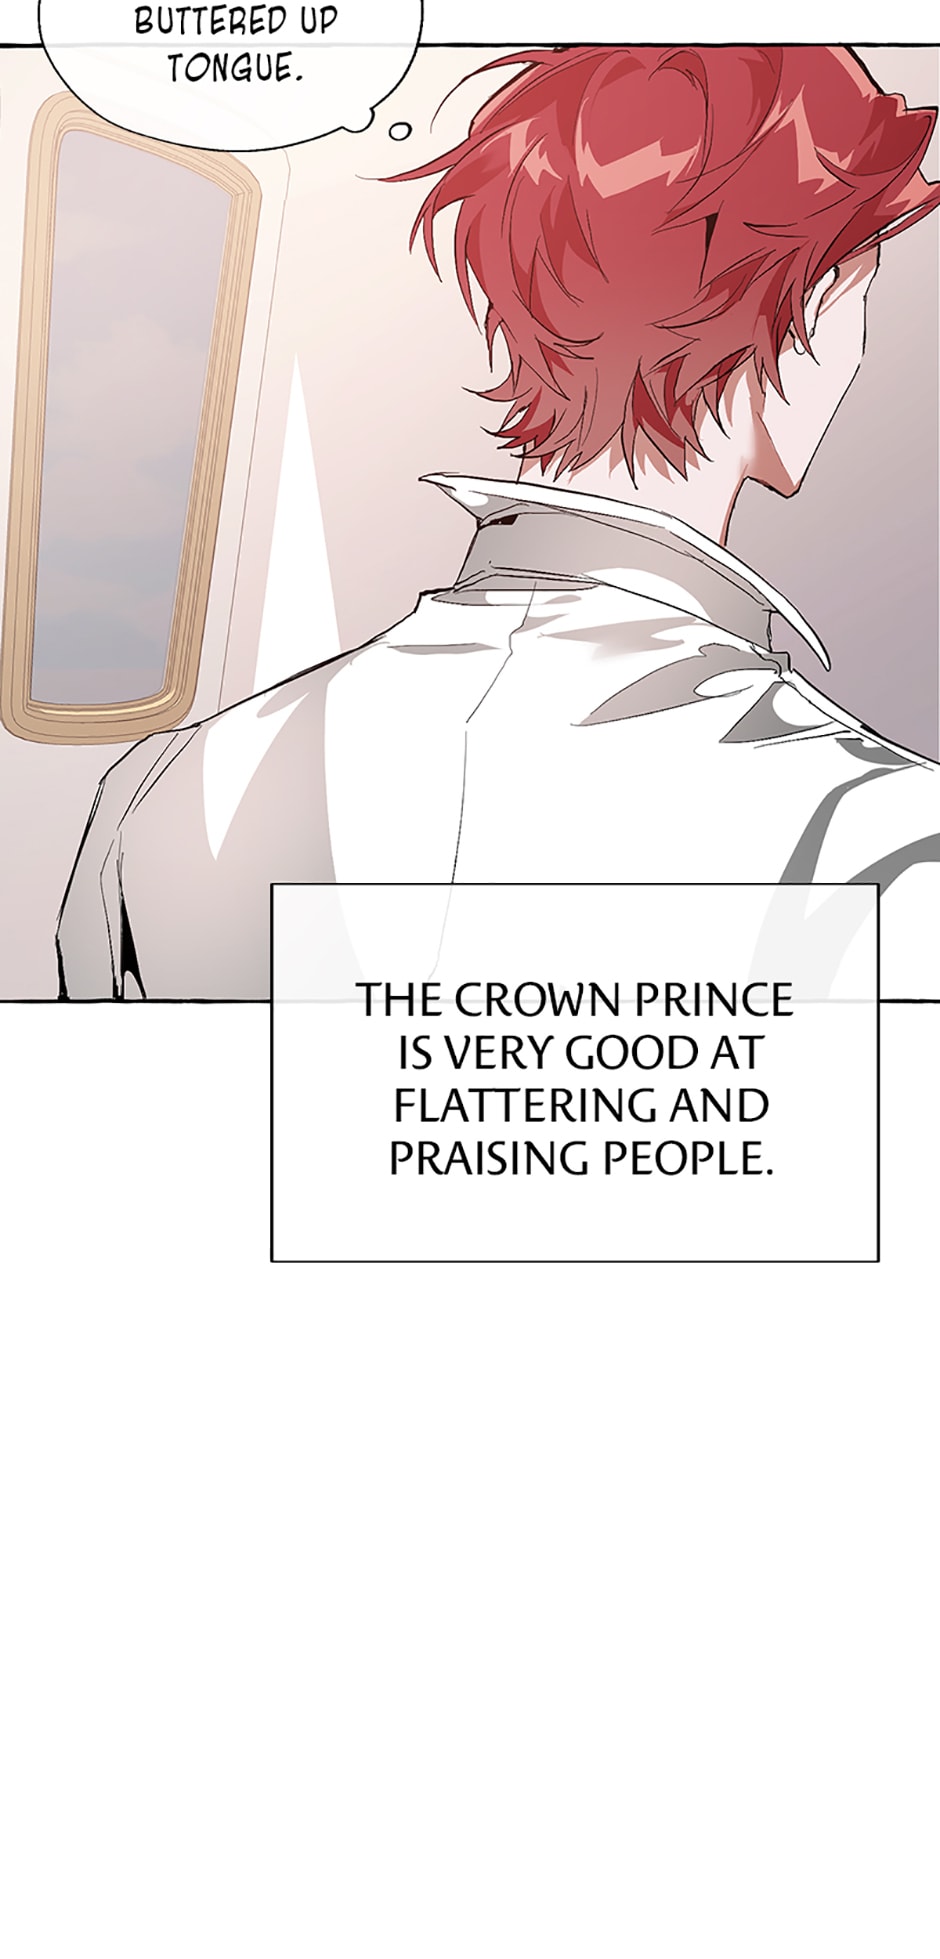 BUTTERED UP
TONGUE.
THE CROWN PRINCE
IS VERY GOOD AT
FLATTERING AND
PRAISING PEOPLE.